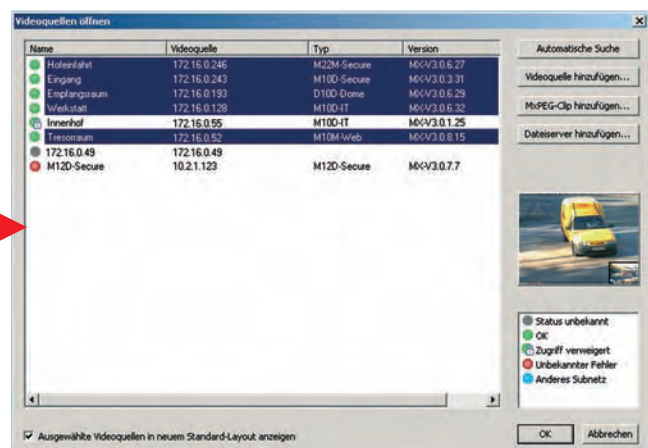 Videoquellen öffnen
Name Videoquelle Typ Version
Hofeinfahrt 172.16.0.246 M22M-Secure MX-V3.0.6.27
Eingang 172.16.0.243 M10D-Secure MX-V3.0.3.31
Empfangsraum 172.16.0.193 D10D-Dome MX-V3.0.6.29
Werkstatt 172.16.0.128 M10D-IT MX-V3.0.6.32
Innenhof 172.16.0.55 M10D-IT MX-V3.0.1.25
Tresorraum 172.16.0.52 M10M-Web MX-V3.0.8.15
172.16.0.49 172.16.0.49
M12D-Secure 10.2.1.123 M12D-Secure MX-V3.0.7.7
Automatische Suche
Videoquelle hinzufügen...
MxPEG-Clip hinzufügen...
Dateiserver hinzufügen...
Status unbekannt
OK
Zugriff verweigert
Unbekannter Fehler
Anderes Subnetz
Ausgewählte Videoquellen in neuem Standard-Layout anzeigen
OK Abbrechen